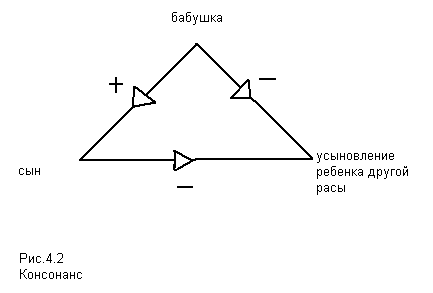 бабушка
+
−
сын
усыновление
ребенка другой
расы
−
Рис.4.2
Консонанс